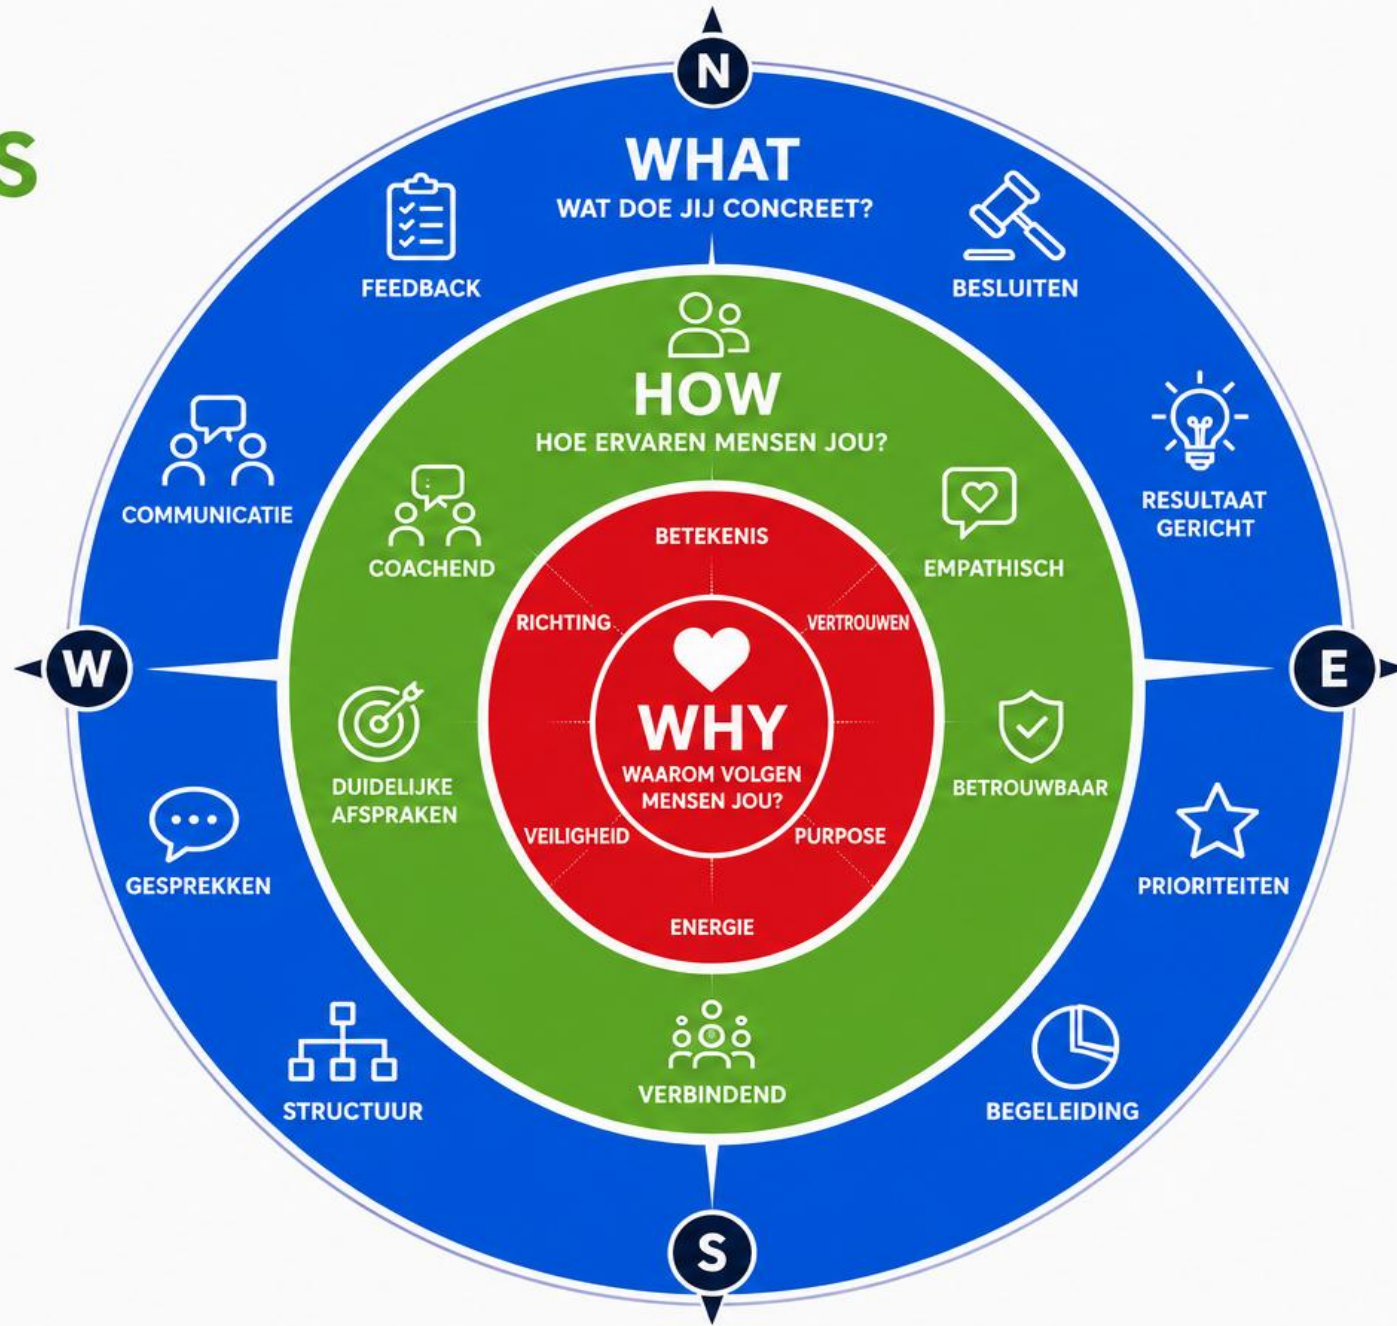 N
S
WHAT
WAT DOE JIJ CONCREET?
FEEDBACK
BESLUITEN
HOW
HOE ERVAREN MENSEN JOU?
COMMUNICATIE
RESULTAAT
GERICHT
COACHEND
EMPATHISCH
BETEKENIS
RICHTING
VERTROUWEN
W
E
WHY
WAAROM VOLGEN
MENSEN JOU?
DUIDELIJKE
AFSPRAKEN
BETROUWBAAR
VEILIGHEID
PURPOSE
GESPREKKEN
PRIORITEITEN
ENERGIE
VERBINDEND
STRUCTUUR
BEGELEIDING
S